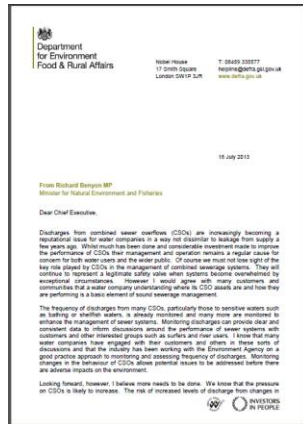 Department
for Environment
Food & Rural Affairs
Nobel House
17 Smith Square
London SW1P 3JR
T: 08459 335577
helpline@defra.gsi.gov.uk
www.defra.gov.uk
18 July 2013
From Richard Benyon MP
Minister for Natural Environment and Fisheries
Dear Chief Executive,
Discharges from combined sewer overflows (CSOs) are increasingly becoming a
reputational issue for water companies in a way not dissimilar to leakage from supply a
few years ago. Whilst much has been done and considerable investment made to improve
the performance of CSOs their management and operation remains a regular cause for
concern for both water users and the wider public. Of course we must not lose sight of the
key role played by CSOs in the management of combined sewerage systems. They will
continue to represent a legitimate safety valve when systems become overwhelmed by
exceptional circumstances. However I would agree with many customers and
communities that a water company understanding where its CSO assets are and how they
are performing is a basic element of sound sewerage management.
The frequency of discharges from many CSOs, particularly those to sensitive waters such
as bathing or shellfish waters, is already monitored and many more are monitored to
enhance the management of sewer systems. Monitoring discharges can provide clear and
consistent data to inform discussions around the performance of sewer systems with
customers and other interested groups such as surfers and river users. I know that many
water companies have engaged with their customers and others in these sorts of
discussions and that the industry has been working with the Environment Agency on a
good practice approach to monitoring and assessing frequency of discharges. Monitoring
changes in the behaviour of CSOs allows potential issues to be addressed before there
are adverse impacts on the environment.
Looking forward, however, I believe more needs to be done. We know that the pressure
on CSOs is likely to increase. The risk of increased levels of discharge from changes in
INVESTORS
IN PEOPLE